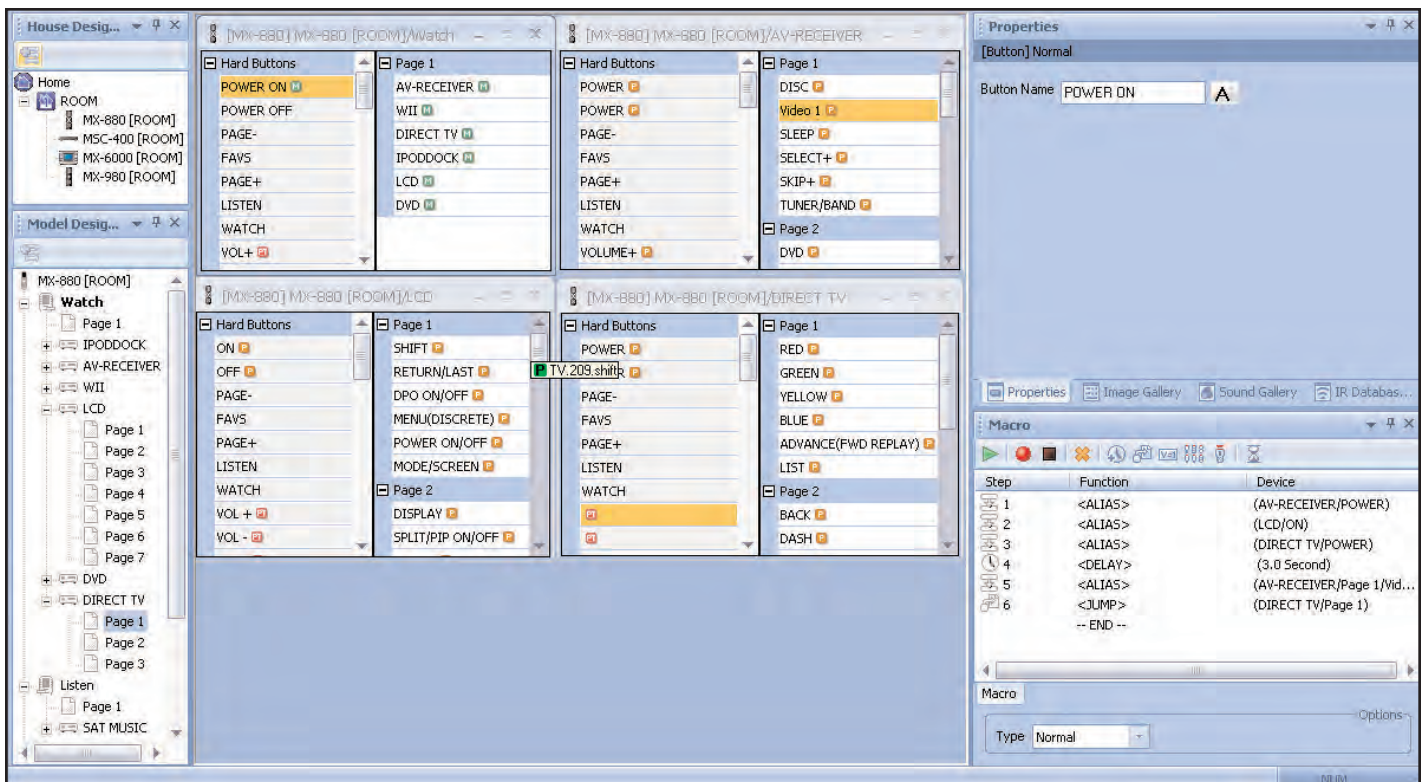 House Desig...
Home
ROOM
MX-880 [ROOM]
MSC-400 [ROOM]
MX-6000 [ROOM]
MX-980 [ROOM]
Model Desig...
MX-880 [ROOM]
Watch
Page 1
IPODDOCK
AV-RECEIVER
WII
LCD
Page 1
Page 2
Page 3
Page 4
Page 5
Page 6
Page 7
DVD
DIRECT TV
Page 1
Page 2
Page 3
Listen
Page 1
SAT MUSIC
[MX-880] MX-880 [ROOM]/Watch
Hard Buttons
POWER ON M
POWER OFF
PAGE-
FAVS
PAGE+
LISTEN
WATCH
VOL+
Page 1
AV-RECEIVER M
WII M
DIRECT TV M
IPODDOCK M
LCD M
DVD M
[MX-880] MX-880 [ROOM]/AV-RECEIVER
Hard Buttons
POWER P
POWER P
PAGE-
FAVS
PAGE+
LISTEN
WATCH
VOLUME+ P
Page 1
DISC P
Video 1 P
SLEEP P
SELECT+ P
SKIP+ P
TUNER/BAND P
Page 2
DVD P
[MX-880] MX-880 [ROOM]/LCD
Hard Buttons
ON P
OFF P
PAGE-
FAVS
PAGE+
LISTEN
WATCH
VOL +
VOL -
Page 1
SHIFT P
RETURN/LAST P
DPO ON/OFF P
MENU(DISCRETE) P
POWER ON/OFF P
MODE/SCREEN P
Page 2
DISPLAY P
SPLIT/PIP ON/OFF P
P TV.209.shift
[MX-880] MX-880 [ROOM]/DIRECT TV
Hard Buttons
POWER P
R P
PAGE-
FAVS
PAGE+
LISTEN
WATCH
Page 1
RED P
GREEN P
YELLOW P
BLUE P
ADVANCE(FWD REPLAY) P
LIST P
Page 2
BACK P
DASH P
Properties
[Button] Normal
Button Name POWER ON A
Properties Image Gallery Sound Gallery IR Databas...
Macro
Step Function Device
1 <ALIAS> (AV-RECEIVER/POWER)
2 <ALIAS> (LCD/ON)
3 <ALIAS> (DIRECT TV/POWER)
4 <DELAY> (3.0 Second)
5 <ALIAS> (AV-RECEIVER/Page 1/Vid...
6 <JUMP> (DIRECT TV/Page 1)
-- END --
Macro
Options
Type Normal
NUM